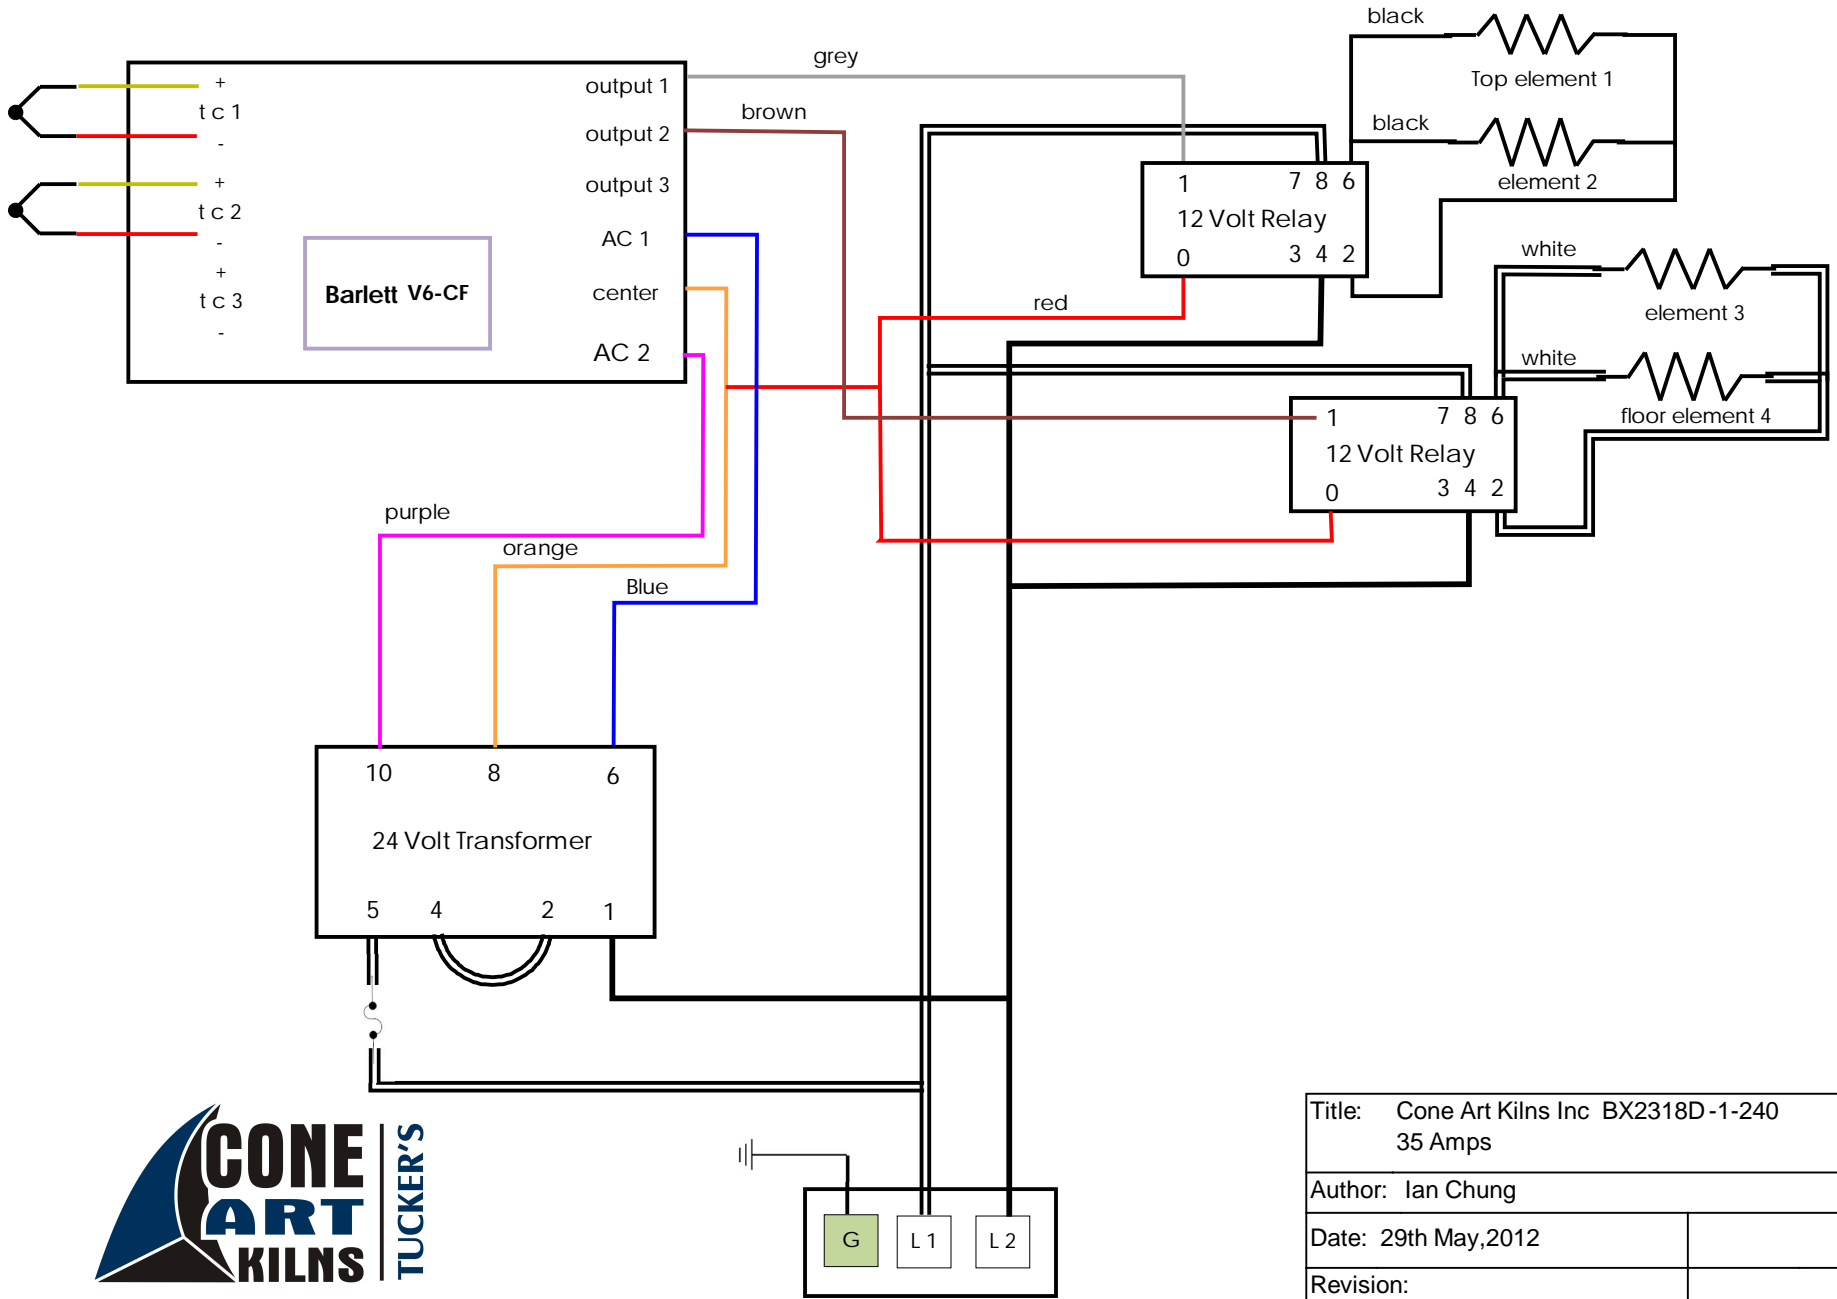 black
grey
Top element 1
+
t c 1
-
output 1
brown
black
output 2
element 2
+
t c 2
-
output 3
1 7 8 6
12 Volt Relay
0 3 4 2
AC 1
white
element 3
+
t c 3
-
Barlett V6-CF
center
red
AC 2
white
floor element 4
1 7 8 6
12 Volt Relay
0 3 4 2
purple
orange
Blue
10 8 6
24 Volt Transformer
5 4 2 1
CONE
ART
KILNS
TUCKER'S
G L 1 L 2
Title: Cone Art Kilns Inc BX2318D-1-240
35 Amps
Author: Ian Chung
Date: 29th May,2012
Revision: